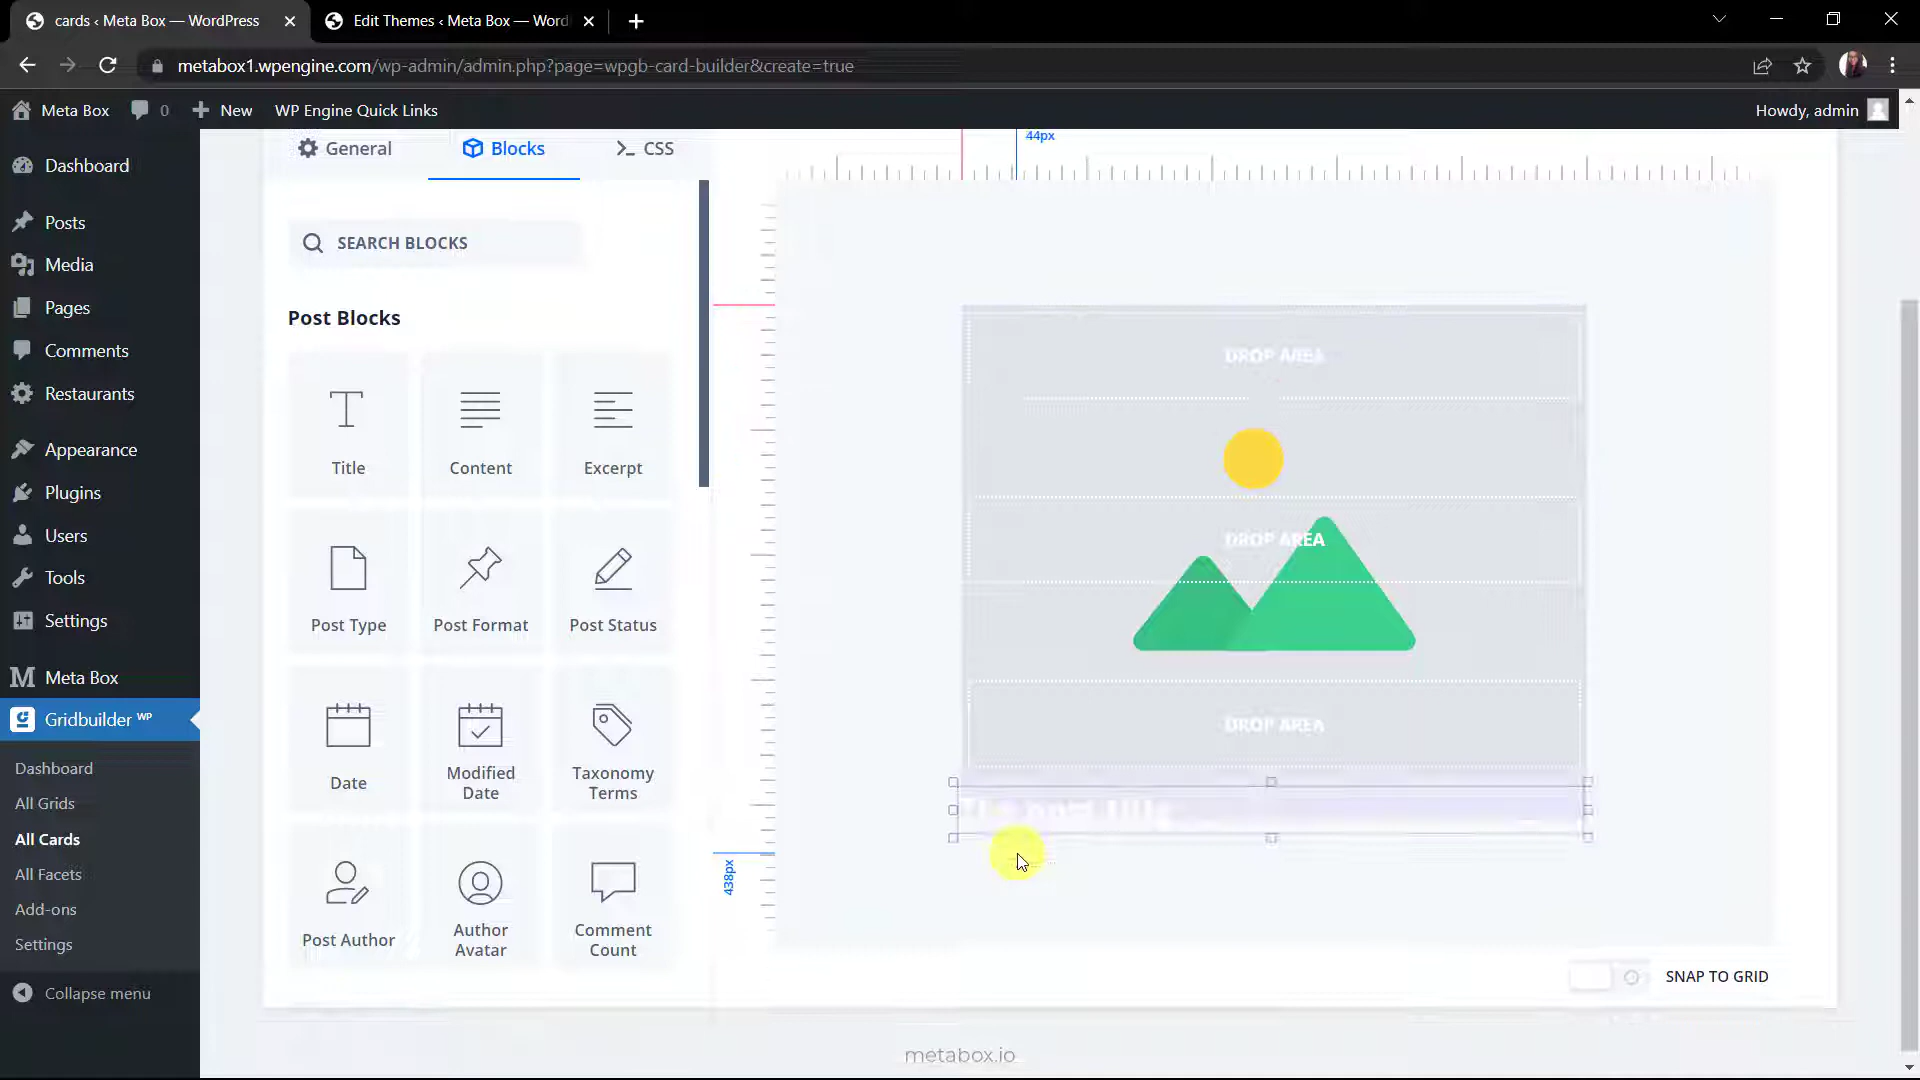 cards ‹ Meta Box — WordPress
Edit Themes ‹ Meta Box — Word
metabox1.wpengine.com/wp-admin/admin.php?page=wpgb-card-builder&create=true
Meta Box
0
New
WP Engine Quick Links
Howdy, admin
Dashboard
Posts
Media
Pages
Comments
Restaurants
Appearance
Plugins
Users
Tools
Settings
Meta Box
Gridbuilder WP
Dashboard
All Grids
All Cards
All Facets
Add-ons
Settings
Collapse menu
General
Blocks
CSS
SEARCH BLOCKS
Post Blocks
Title
Content
Excerpt
Post Type
Post Format
Post Status
Date
Modified
Date
Taxonomy
Terms
Post Author
Author
Avatar
Comment
Count
44px
438px
DROP AREA
DROP AREA
DROP AREA
SNAP TO GRID
metabox.io